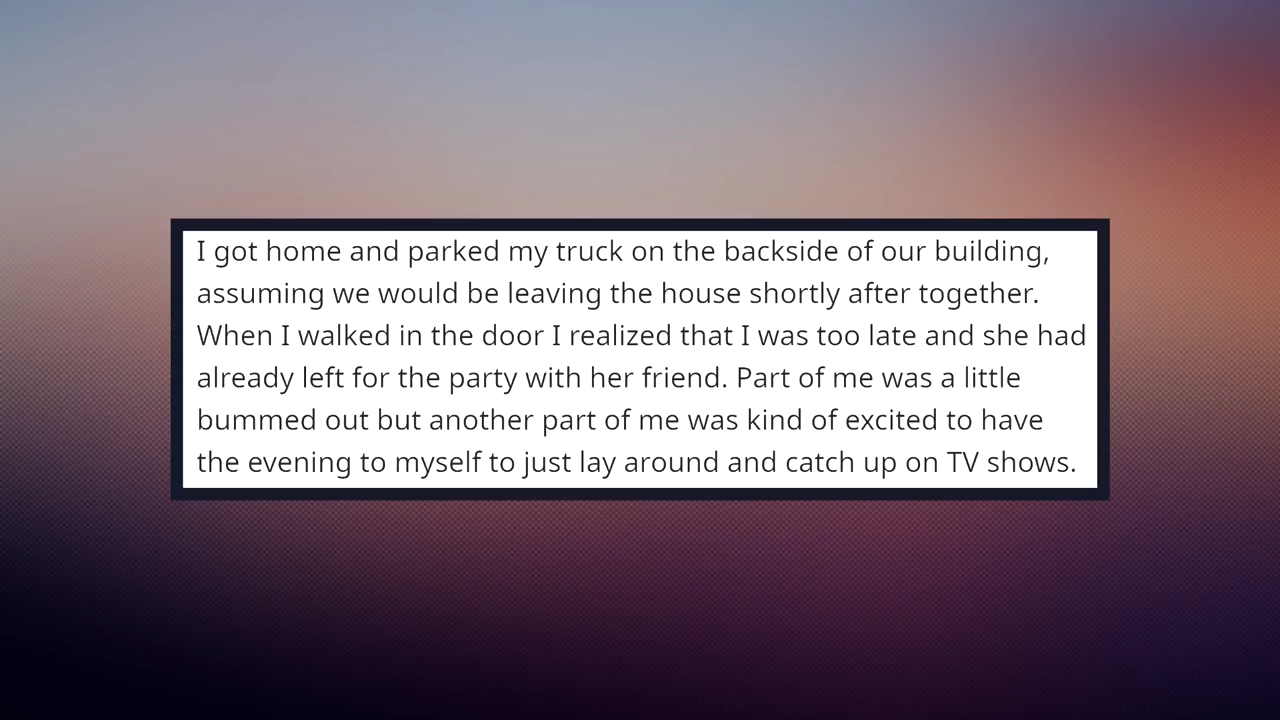 I got home and parked my truck on the backside of our building,
assuming we would be leaving the house shortly after together.
When I walked in the door I realized that I was too late and she had
already left for the party with her friend. Part of me was a little
bummed out but another part of me was kind of excited to have
the evening to myself to just lay around and catch up on TV shows.